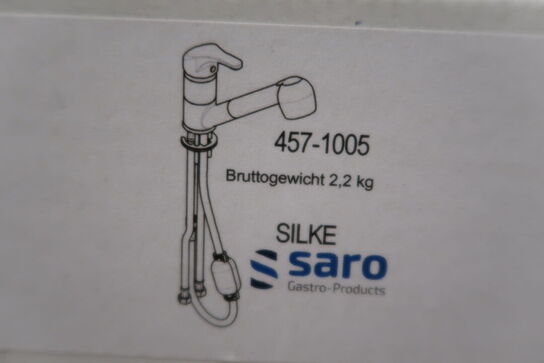 457-1005
Bruttogewicht 2,2 kg
SILKE
saro
Gastro-Products